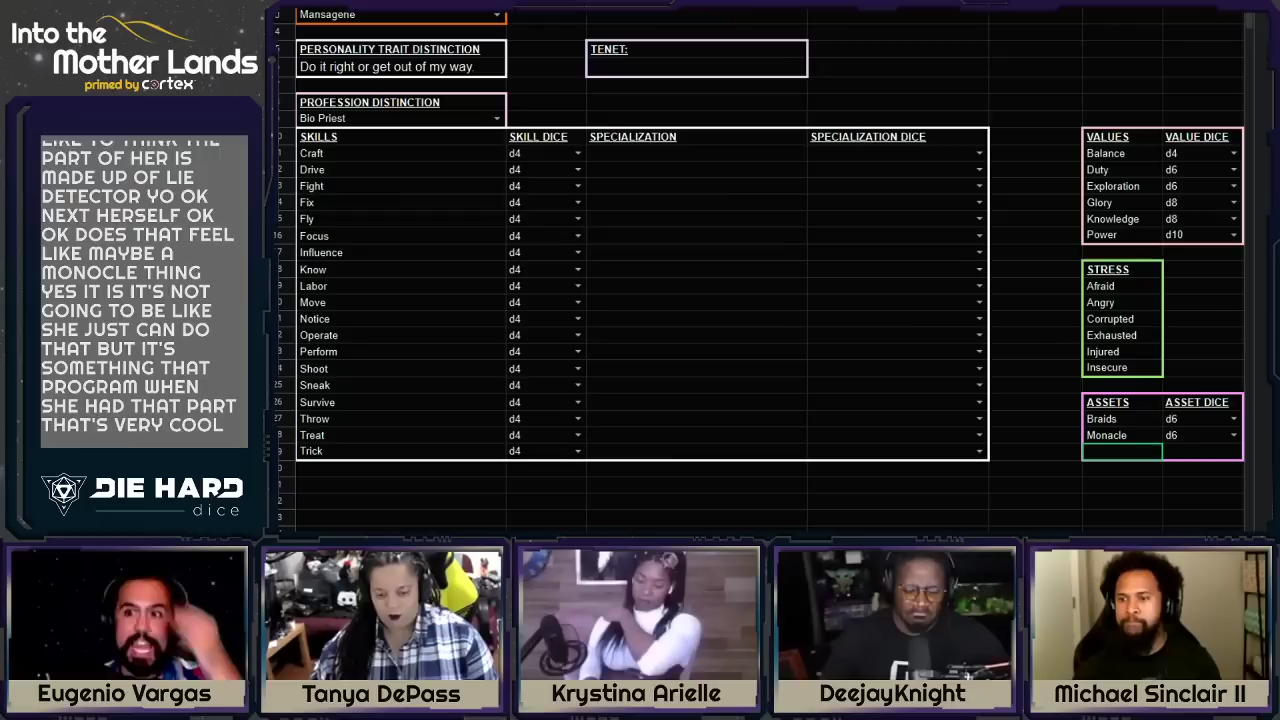 Into the
Mother Lands
primed by cortex
LIKE TO THINK THE
PART OF HER IS
MADE UP OF LIE
DETECTOR YO OK
NEXT HERSELF OK
OK DOES THAT FEEL
LIKE MAYBE A
MONOCLE THING
YES IT IS IT'S NOT
GOING TO BE LIKE
SHE JUST CAN DO
THAT BUT IT'S
SOMETHING THAT
PROGRAM WHEN
SHE HAD THAT PART
THAT'S VERY COOL
DIE HARD
dice
Mansagene
PERSONALITY TRAIT DISTINCTION
Do it right or get out of my way.
TENET:
PROFESSION DISTINCTION
Bio Priest
SKILLS SKILL DICE SPECIALIZATION SPECIALIZATION DICE
Craft d4
Drive d4
Fight d4
Fix d4
Fly d4
Focus d4
Influence d4
Know d4
Labor d4
Move d4
Notice d4
Operate d4
Perform d4
Shoot d4
Sneak d4
Survive d4
Throw d4
Treat d4
Trick d4
VALUES VALUE DICE
Balance d4
Duty d6
Exploration d6
Glory d8
Knowledge d8
Power d10
STRESS
Afraid
Angry
Corrupted
Exhausted
Injured
Insecure
ASSETS ASSET DICE
Braids d6
Monacle d6
Eugenio Vargas
Tanya DePass
Krystina Arielle
DeejayKnight
Michael Sinclair II